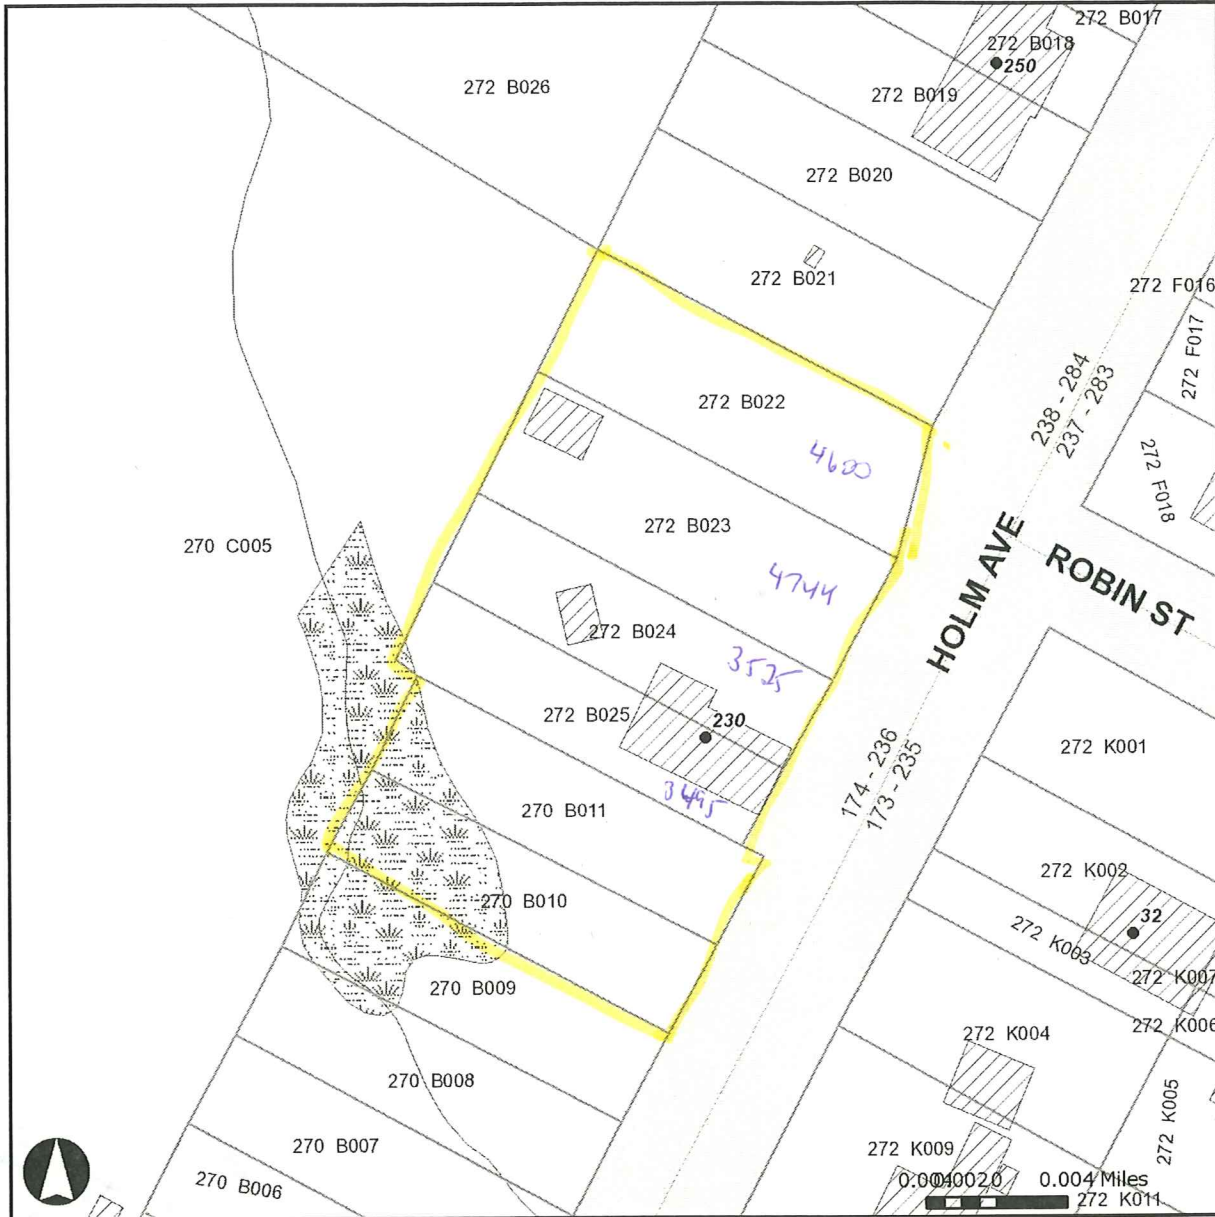 272 B017
272 B018
250
272 B026
272 B019
272 B020
272 B021
272 F016
272 F017
238 - 284
237 - 283
272 B022
4600
272 F018
272 B023
270 C005
HOLM AVE
ROBIN ST
4744
272 B024
3525
272 B025
230
272 K001
174 - 236
173 - 235
3495
270 B011
272 K002
270 B010
32
272 K003
272 K007
270 B009
272 K006
272 K004
270 B008
272 K005
270 B007
272 K009
270 B006
0.004 Miles
272 K011